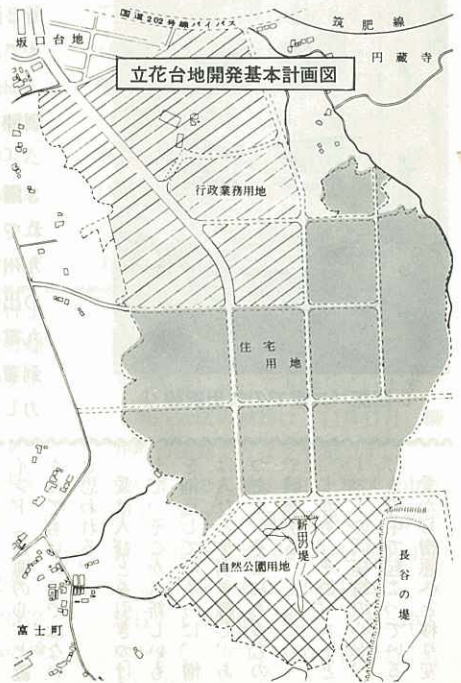 国道202号線バイパス
筑肥線
坂口台地
円蔵寺
立花台地開発基本計画図
行政業務用地
住宅
用地
新田の堤
自然公園用地
長谷の堤
富士町